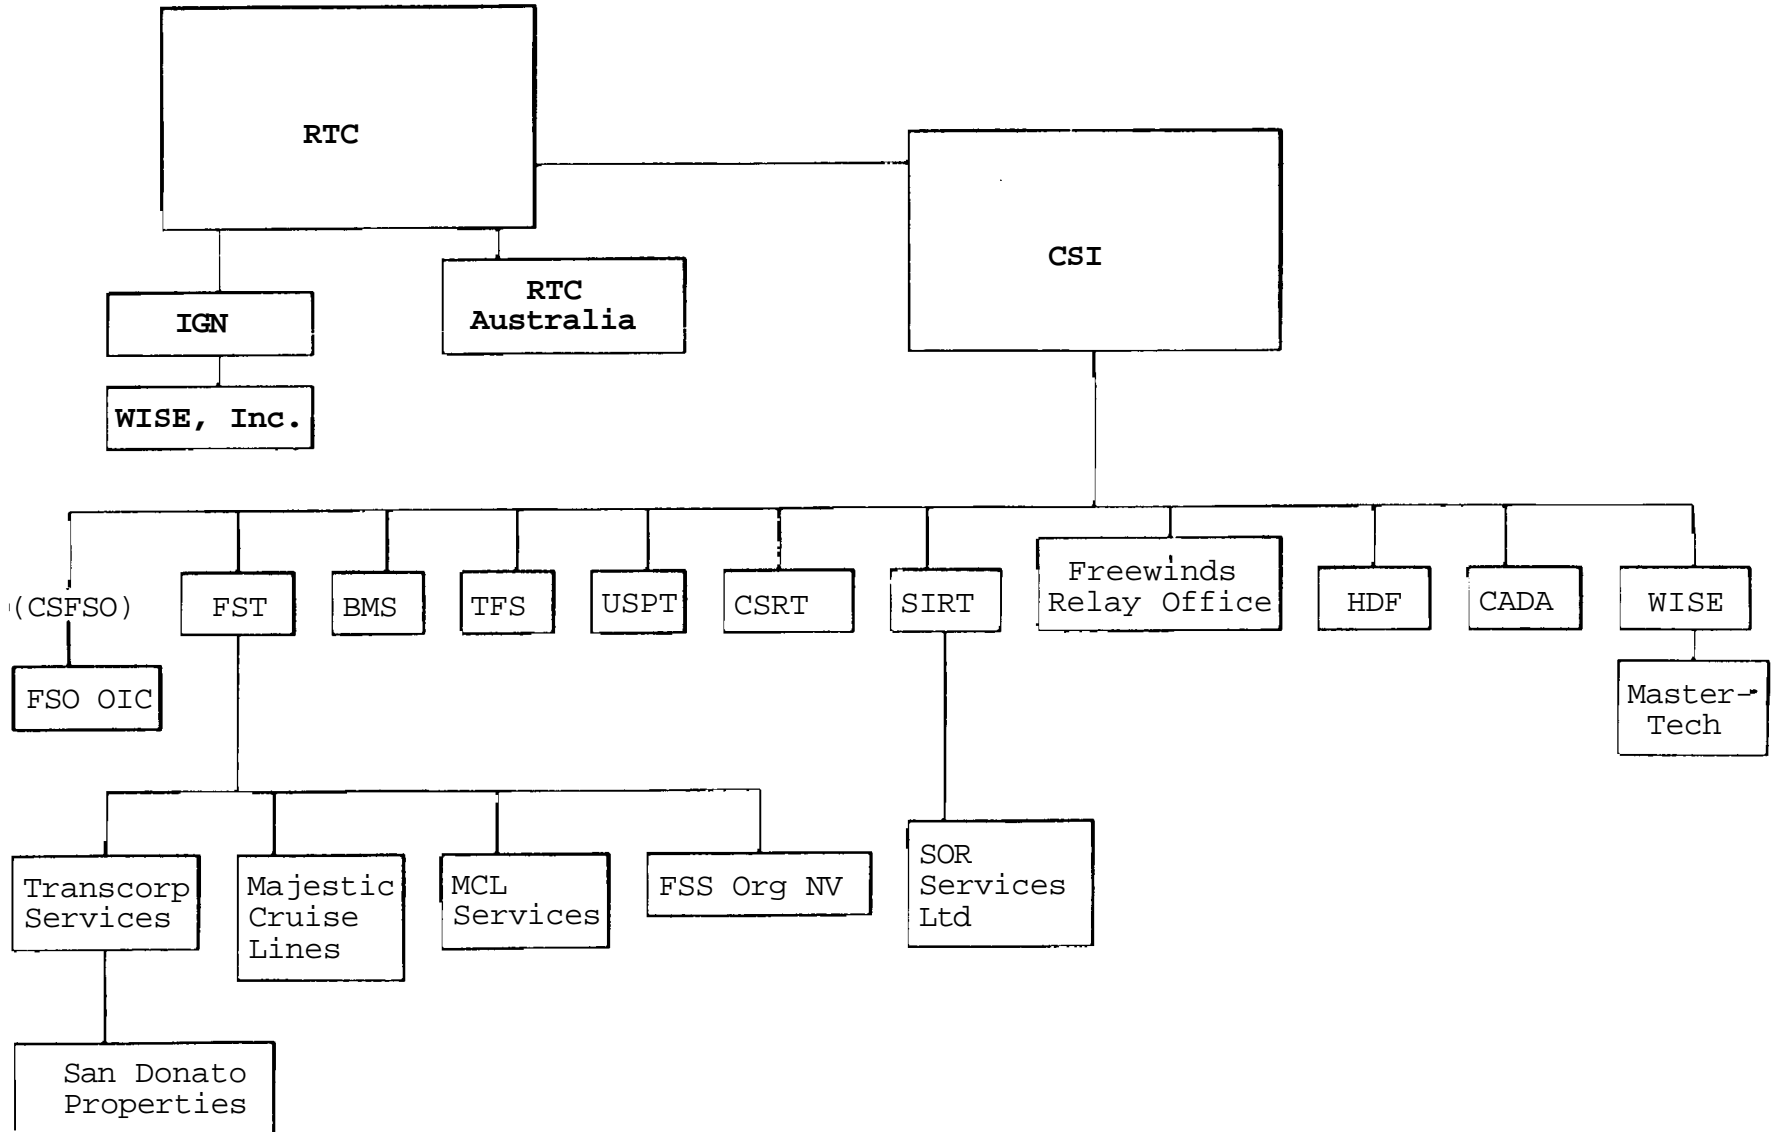 RTC
CSI
RTC
Australia
IGN
WISE, Inc.
Freewinds
Relay Office
(CSFSO)
FST
BMS
TFS
USPT
CSRT
SIRT
HDF
CADA
WISE
FSO OIC
Master-
Tech
Transcorp
Services
Majestic
Cruise
Lines
MCL
Services
FSS Org NV
SOR
Services
Ltd
San Donato
Properties